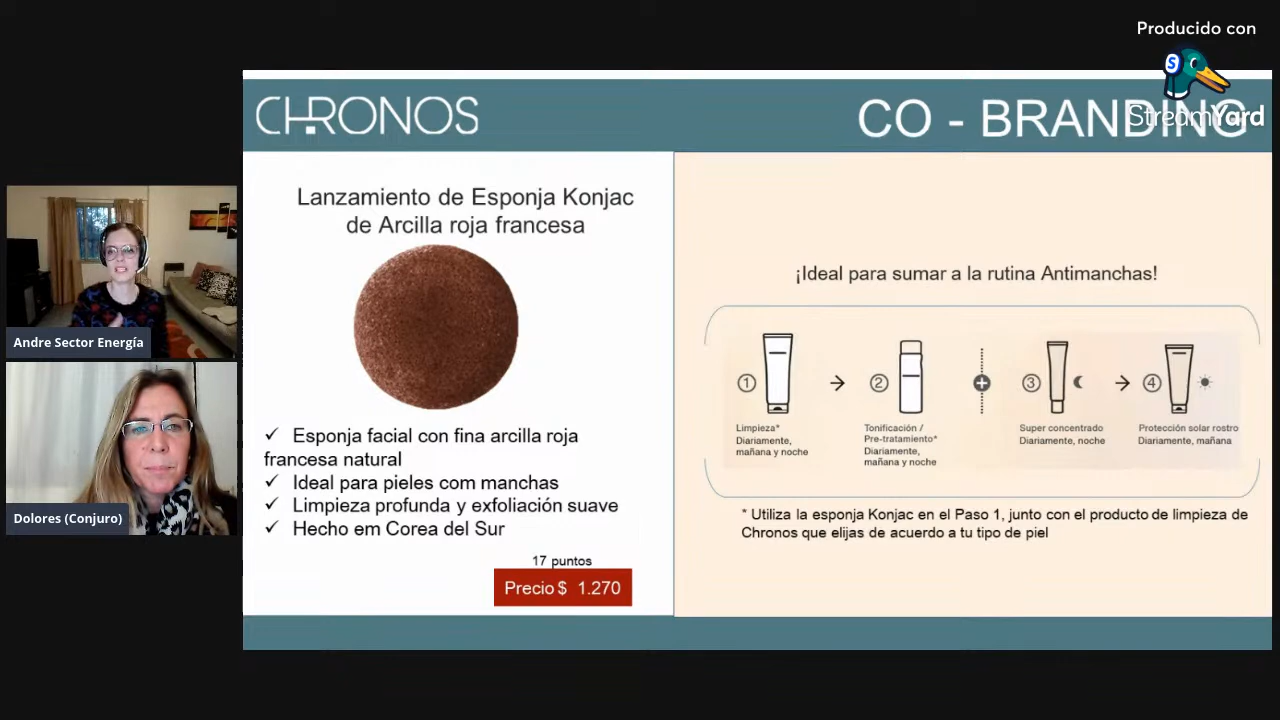 Producido con
StreamYard
CHRONOS
CO - BRANDING
Lanzamiento de Esponja Konjac
de Arcilla roja francesa
✓ Esponja facial con fina arcilla roja
francesa natural
✓ Ideal para pieles com manchas
✓ Limpieza profunda y exfoliación suave
✓ Hecho em Corea del Sur
17 puntos
Precio $ 1.270
¡Ideal para sumar a la rutina Antimanchas!
1
Limpieza*
Diariamente,
mañana y noche
2
Tonificación /
Pre-tratamiento*
Diariamente,
mañana y noche
3
Super concentrado
Diariamente, noche
4
Protección solar rostro
Diariamente, mañana
* Utiliza la esponja Konjac en el Paso 1, junto con el producto de limpieza de
Chronos que elijas de acuerdo a tu tipo de piel
Andre Sector Energía
Dolores (Conjuro)